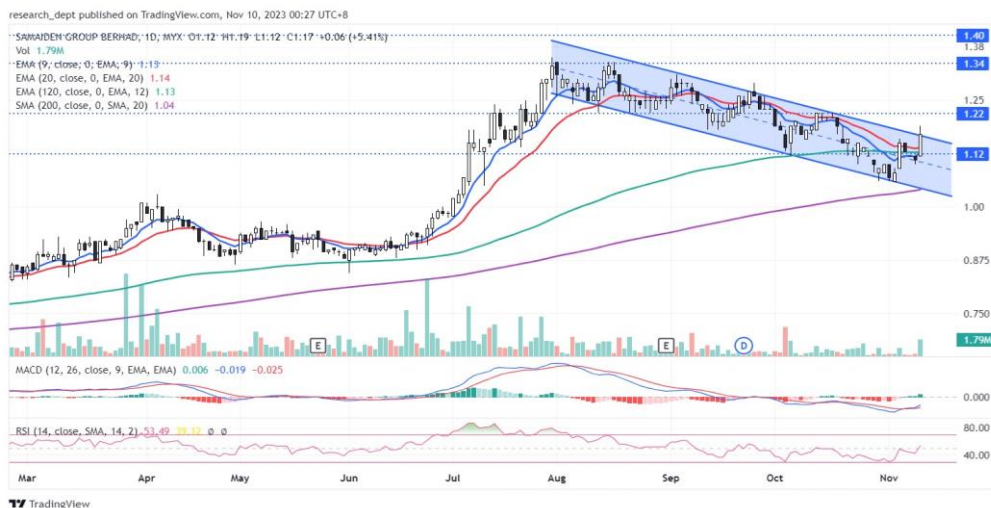 research_dept published on TradingView.com, Nov 10, 2023 00:27 UTC+8
SAMAIDEN GROUP BERHAD, 1D, MYX O1.12 H1.19 L1.12 C1.17 +0.06 (+5.41%)
Vol 1.79M
EMA (9, close, 0, EMA, 9) 1.13
EMA (20, close, 0, EMA, 20) 1.14
EMA (120, close, 0, EMA, 12) 1.13
SMA (200, close, 0, SMA, 20) 1.04
1.40
1.38
1.34
1.25
1.22
1.12
1.00
0.875
0.750
E
E
D
1.79M
MACD (12, 26, close, 9, EMA, EMA) 0.006 −0.019 −0.025
0.000
RSI (14, close, SMA, 14, 2) 53.49 39.12 ø ø
80.00
40.00
Mar Apr May Jun Jul Aug Sep Oct Nov
TradingView